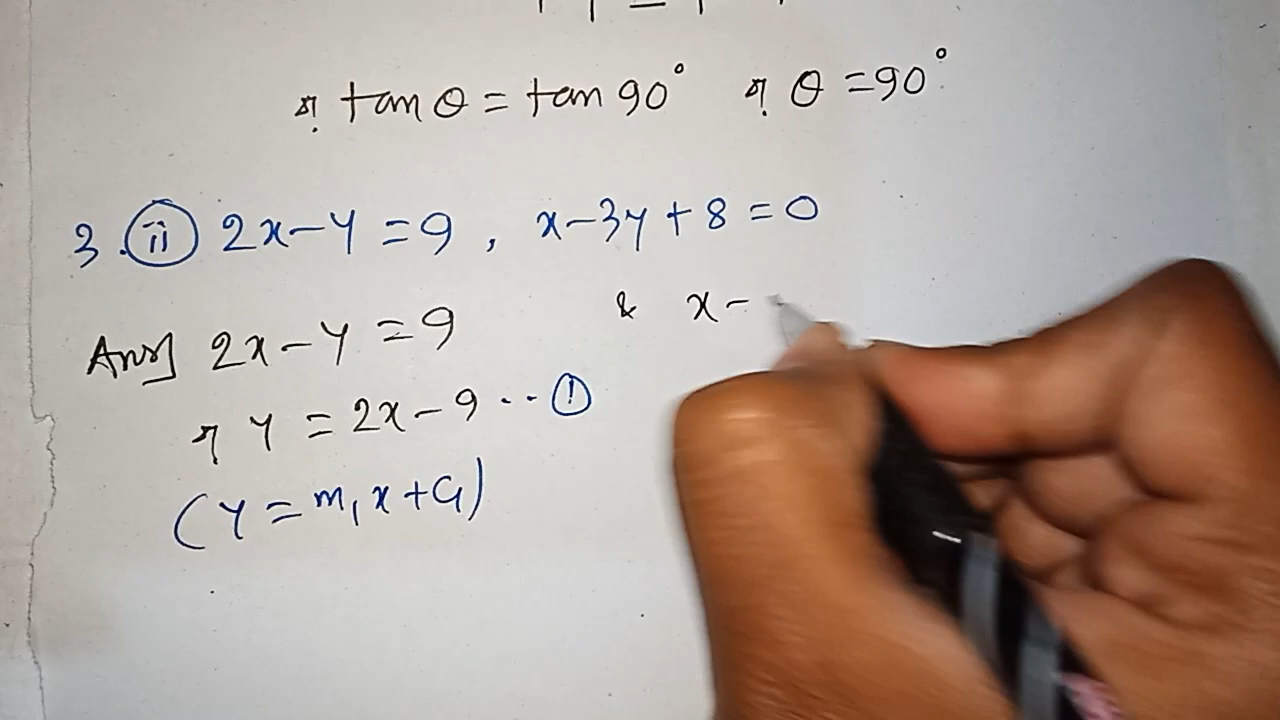 বা, tan θ = tan 90° বা θ = 90°
3. (ii) 2x - y = 9, x - 3y + 8 = 0
Ans] 2x - y = 9 & x -
বা y = 2x - 9 ... (1)
(y = m₁x + c₁)